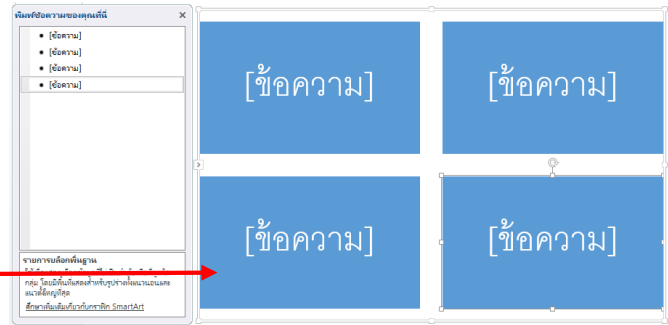 พิมพ์ข้อความของคุณที่นี่
[ข้อความ]
[ข้อความ]
[ข้อความ]
[ข้อความ]
[ข้อความ] [ข้อความ]
[ข้อความ] [ข้อความ]
รายการบล็อกพื้นฐาน
กลุ่ม โดยมีพื้นที่แสดงสำหรับรูปร่างทั้งแนวนอนและ
แนวตั้งใหญ่ที่สุด
ศึกษาเพิ่มเติมเกี่ยวกับกราฟิก SmartArt